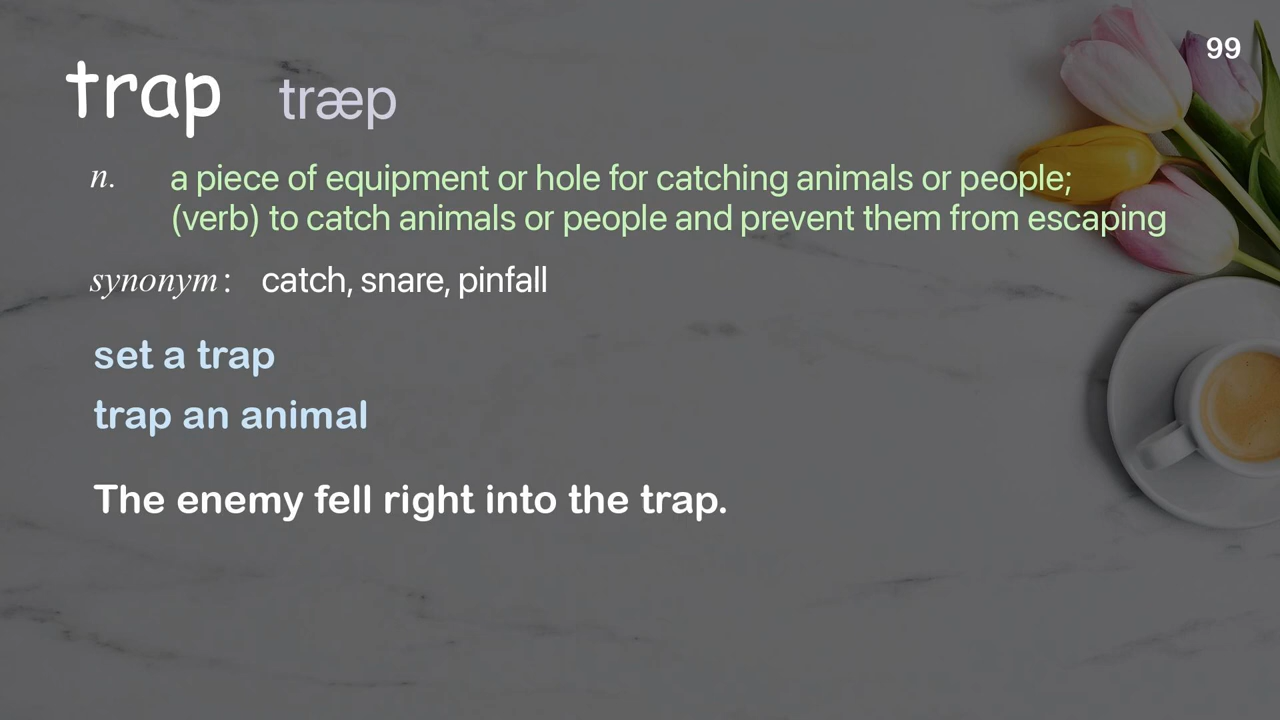 99
trap træp
n. a piece of equipment or hole for catching animals or people;
(verb) to catch animals or people and prevent them from escaping
synonym: catch, snare, pinfall
set a trap
trap an animal
The enemy fell right into the trap.